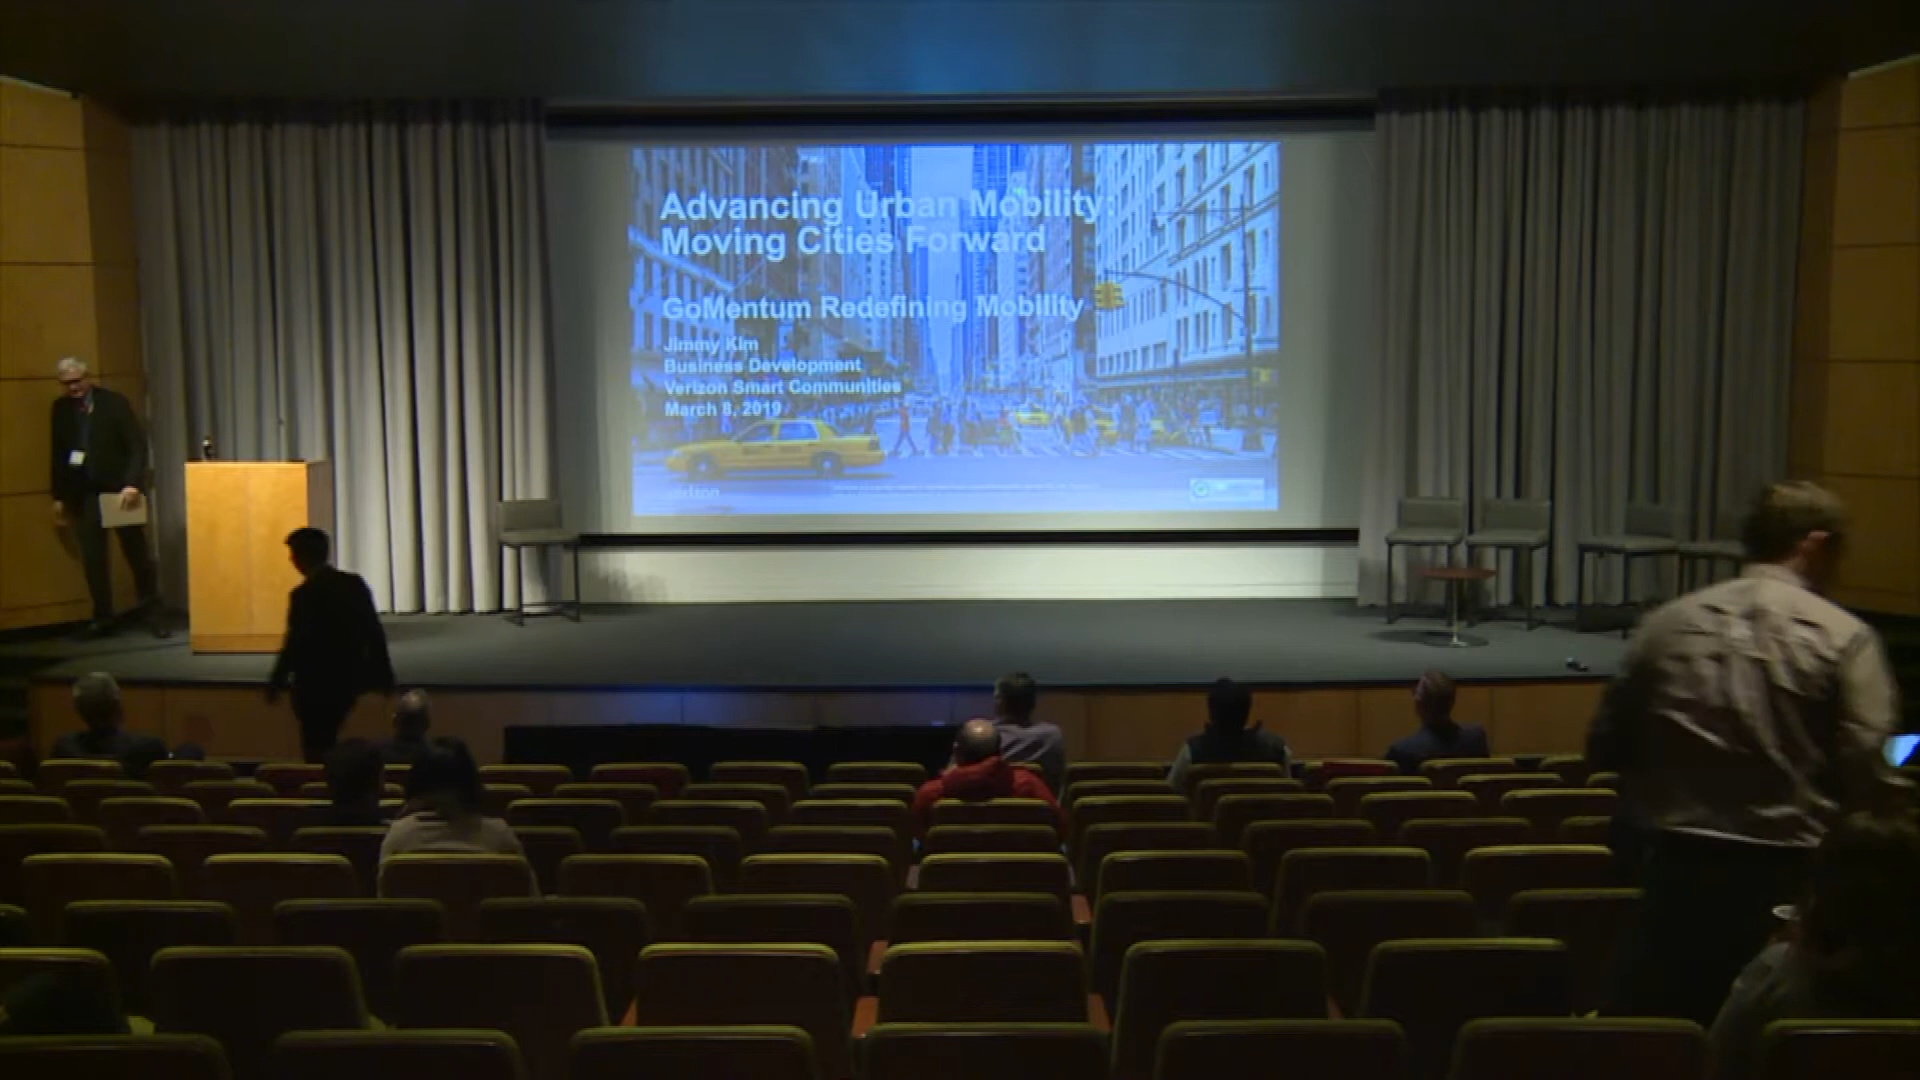 Advancing Urban Mobility:
Moving Cities Forward
GoMentum Redefining Mobility
Jimmy Kim
Business Development
Verizon Smart Communities
March 8, 2019
verizon